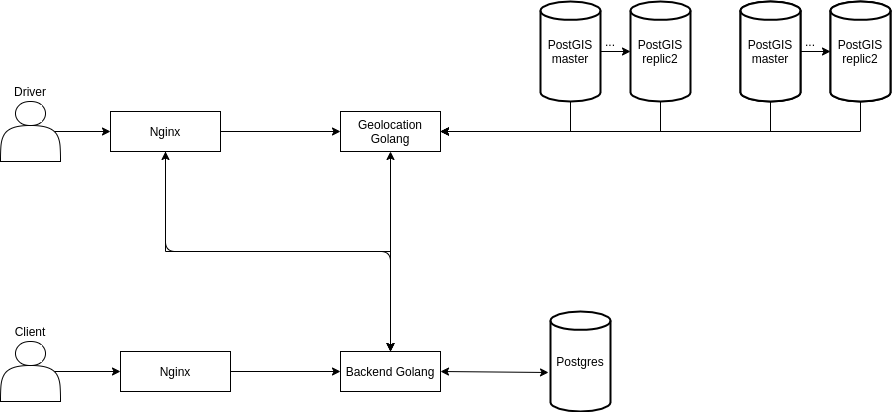 PostGIS
master
...
PostGIS
replic2
PostGIS
master
...
PostGIS
replic2
Driver
Nginx
Geolocation
Golang
Client
Nginx
Backend Golang
Postgres